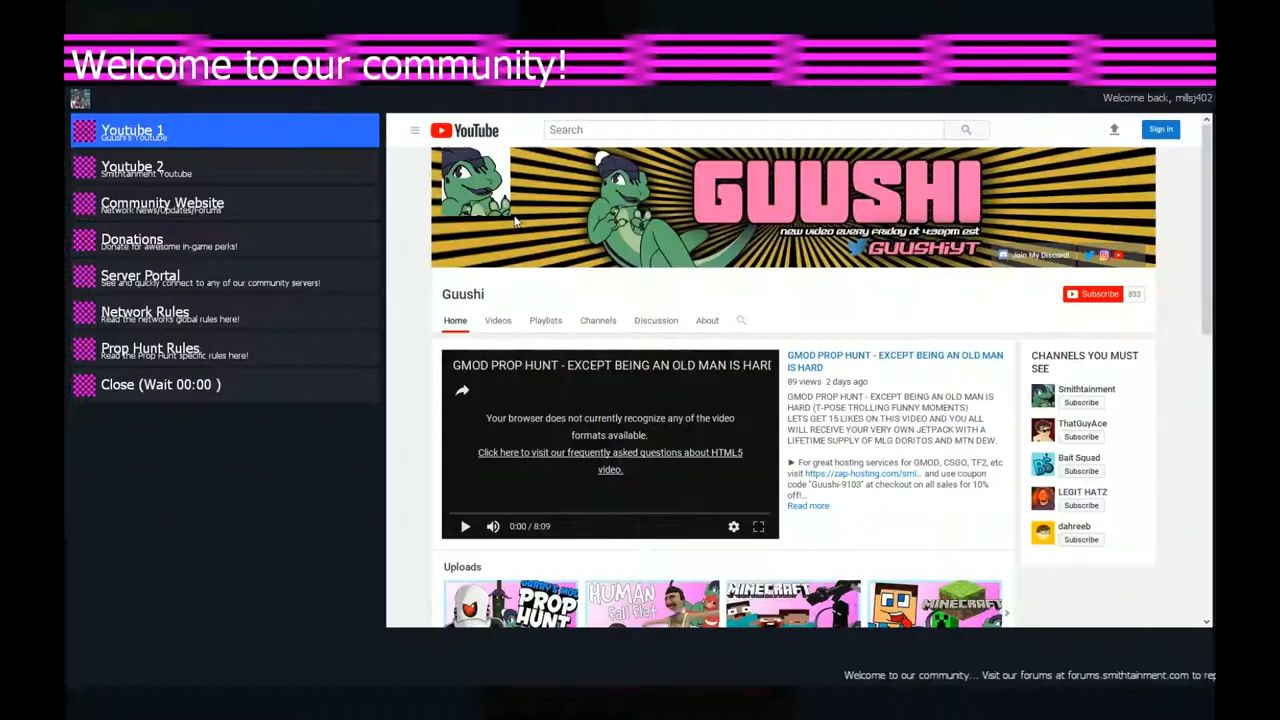 Welcome to our community!
Welcome back, milsj402
Youtube 1
Guushi's Youtube
Youtube 2
Smithtainment Youtube
Community Website
Network: News/Updates/Forums
Donations
Donate for awesome in-game perks!
Server Portal
See and quickly connect to any of our community servers!
Network Rules
Read the networks global rules here!
Prop Hunt Rules
Read the Prop Hunt specific rules here!
Close (Wait 00:00 )
YouTube
Search
Sign in
GUUSHI
new video every friday at 4:30pm est
GUUSHIYT
Join My Discord!
Guushi
Subscribe 833
Home Videos Playlists Channels Discussion About
GMOD PROP HUNT - EXCEPT BEING AN OLD MAN IS HARD
Your browser does not currently recognize any of the video
formats available.
Click here to visit our frequently asked questions about HTML5
video.
0:00 / 8:09
GMOD PROP HUNT - EXCEPT BEING AN OLD MAN
IS HARD
89 views 2 days ago
GMOD PROP HUNT - EXCEPT BEING AN OLD MAN IS
HARD (T-POSE TROLLING FUNNY MOMENTS)
LETS GET 15 LIKES ON THIS VIDEO AND YOU ALL
WILL RECEIVE YOUR VERY OWN JETPACK WITH A
LIFETIME SUPPLY OF MLG DORITOS AND MTN DEW.
► For great hosting services for GMOD, CSGO, TF2, etc
visit https://zap-hosting.com/smi... and use coupon
code "Guushi-9103" at checkout on all sales for 10%
off!...
Read more
CHANNELS YOU MUST
SEE
Smithtainment
Subscribe
ThatGuyAce
Subscribe
Bait Squad
Subscribe
LEGIT HATZ
Subscribe
dahreeb
Subscribe
Uploads
GARRY'S MOD
PROP
HUNT
HUMAN
Fall Flat
MINECRAFT
MINECRAFT
Welcome to our community... Visit our forums at forums.smithtainment.com to rep